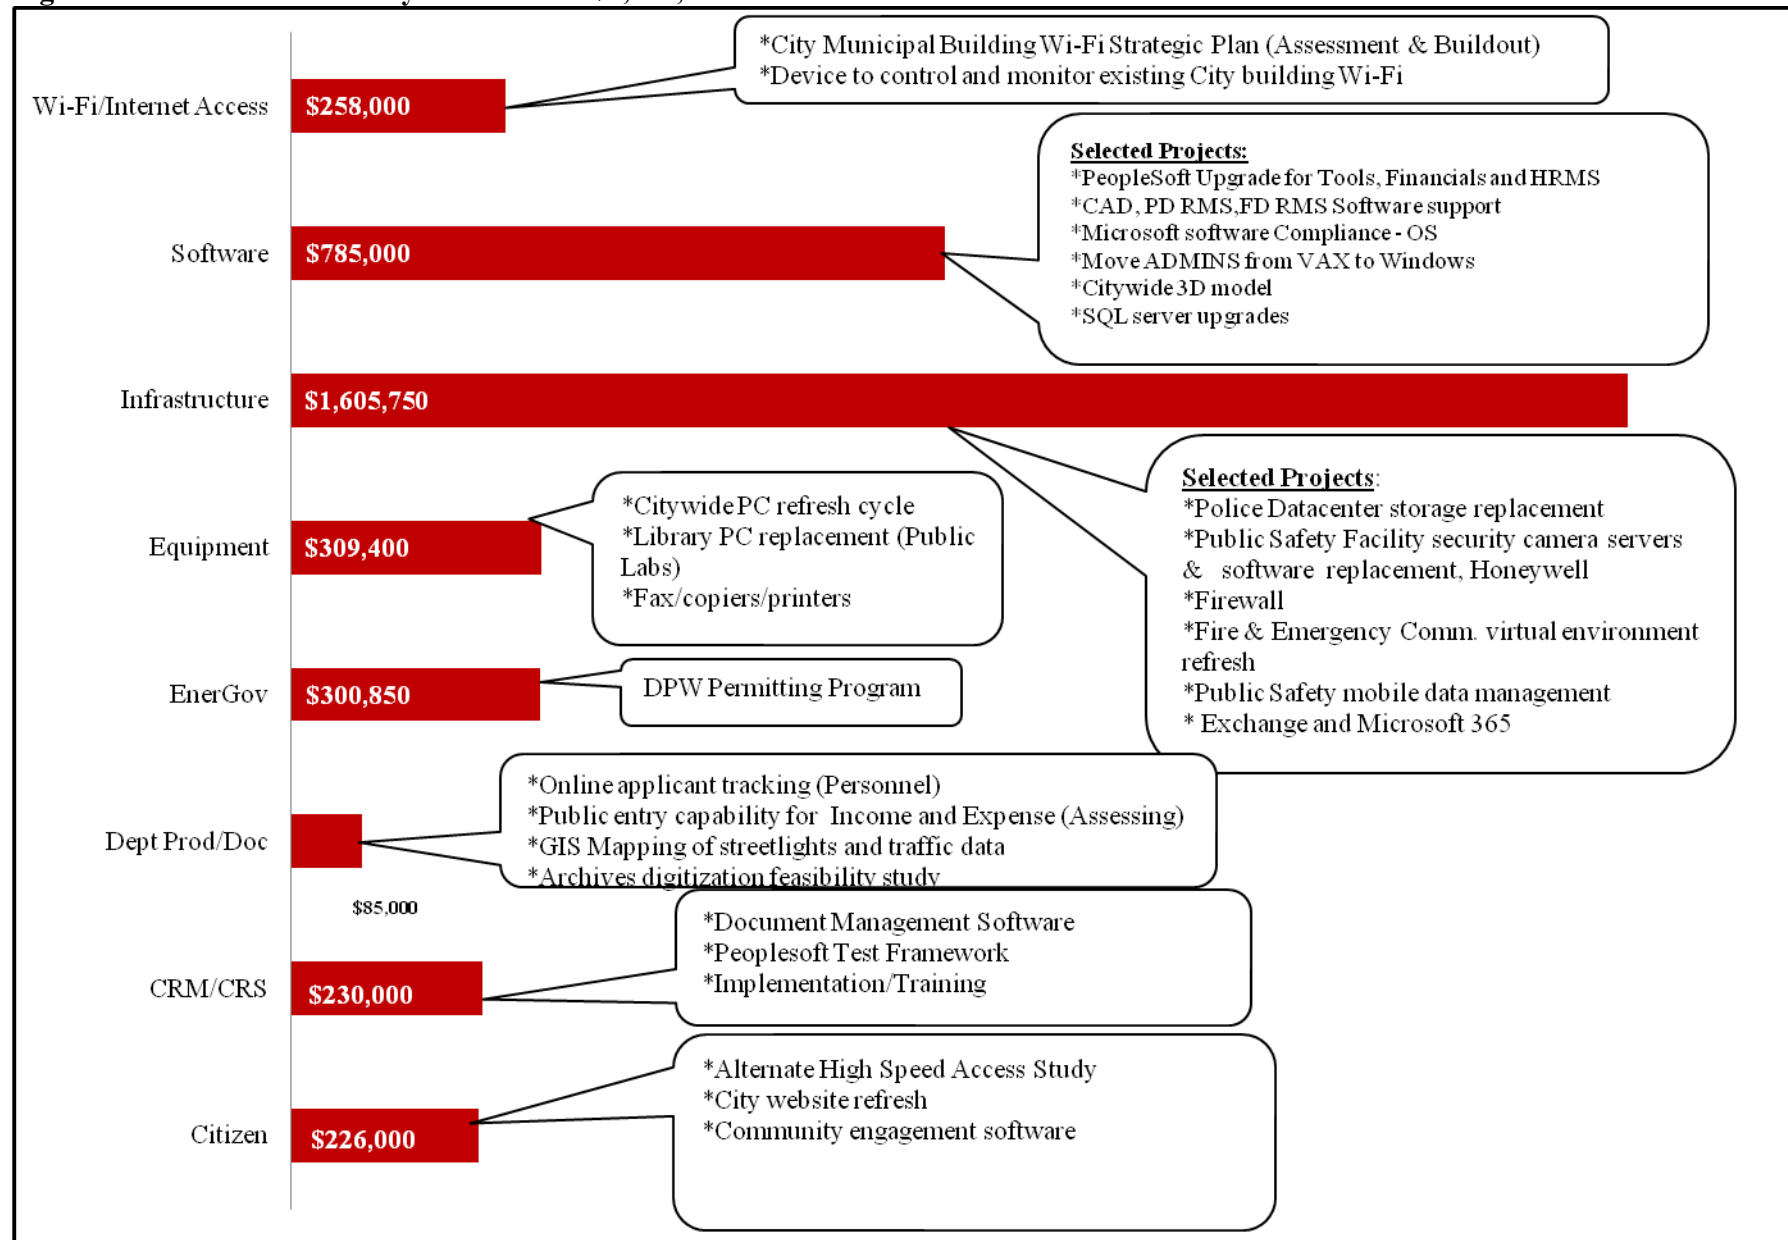 Wi-Fi/Internet Access
$258,000
*City Municipal Building Wi-Fi Strategic Plan (Assessment & Buildout)
*Device to control and monitor existing City building Wi-Fi
Software
$785,000
Selected Projects:
*PeopleSoft Upgrade for Tools, Financials and HRMS
*CAD, PD RMS,FD RMS Software support
*Microsoft software Compliance - OS
*Move ADMINS from VAX to Windows
*Citywide 3D model
*SQL server upgrades
Infrastructure
$1,605,750
Selected Projects:
*Police Datacenter storage replacement
*Public Safety Facility security camera servers
& software replacement, Honeywell
*Firewall
*Fire & Emergency Comm. virtual environment
refresh
*Public Safety mobile data management
* Exchange and Microsoft 365
Equipment
$309,400
*Citywide PC refresh cycle
*Library PC replacement (Public
Labs)
*Fax/copiers/printers
EnerGov
$300,850
DPW Permitting Program
Dept Prod/Doc
$85,000
*Online applicant tracking (Personnel)
*Public entry capability for Income and Expense (Assessing)
*GIS Mapping of streetlights and traffic data
*Archives digitization feasibility study
CRM/CRS
$230,000
*Document Management Software
*Peoplesoft Test Framework
*Implementation/Training
Citizen
$226,000
*Alternate High Speed Access Study
*City website refresh
*Community engagement software